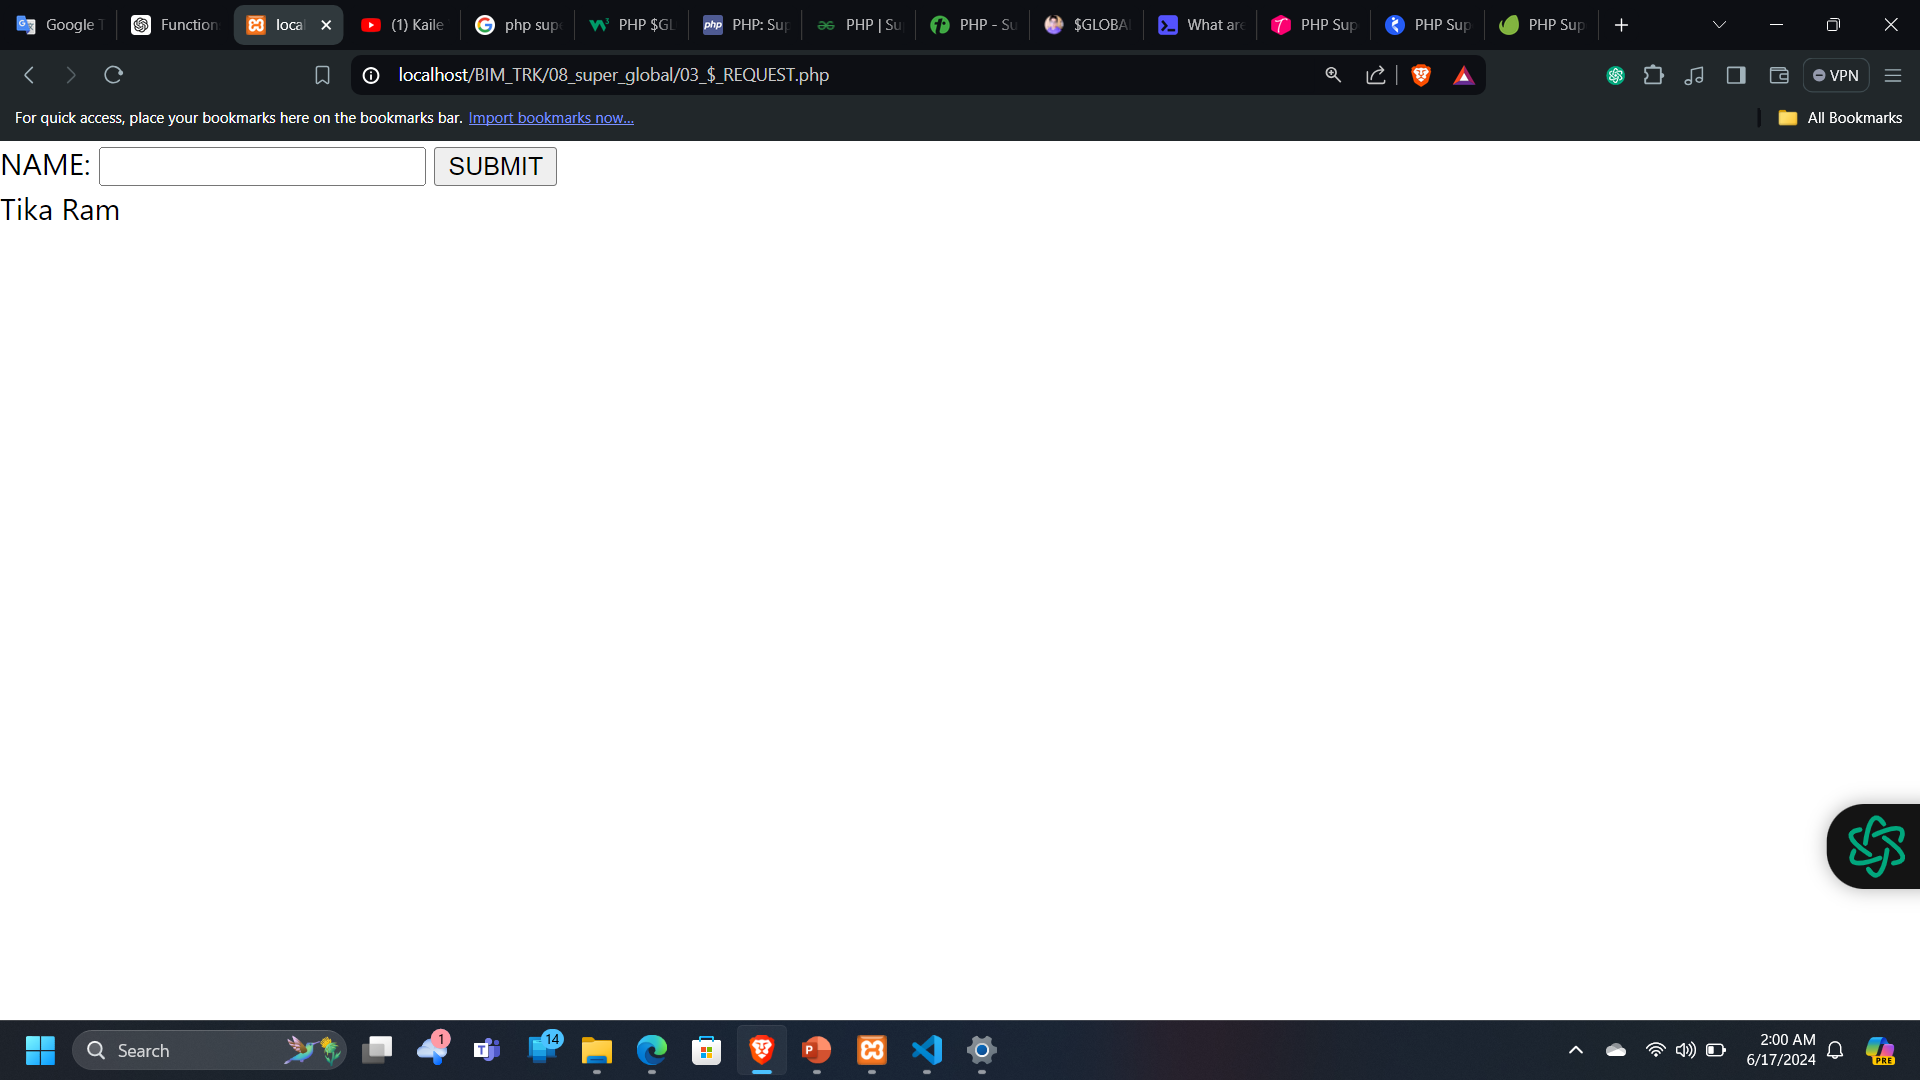 Google T
Function
local
(1) Kaile
php supe
PHP $GL
PHP: Sup
PHP | Su
PHP - Su
$GLOBAL
What are
PHP Sup
PHP Sup
PHP Sup
localhost/BIM_TRK/08_super_global/03_$_REQUEST.php
VPN
For quick access, place your bookmarks here on the bookmarks bar. Import bookmarks now...
All Bookmarks
NAME: SUBMIT
Tika Ram
Search
1
14
2:00 AM
6/17/2024
PRE